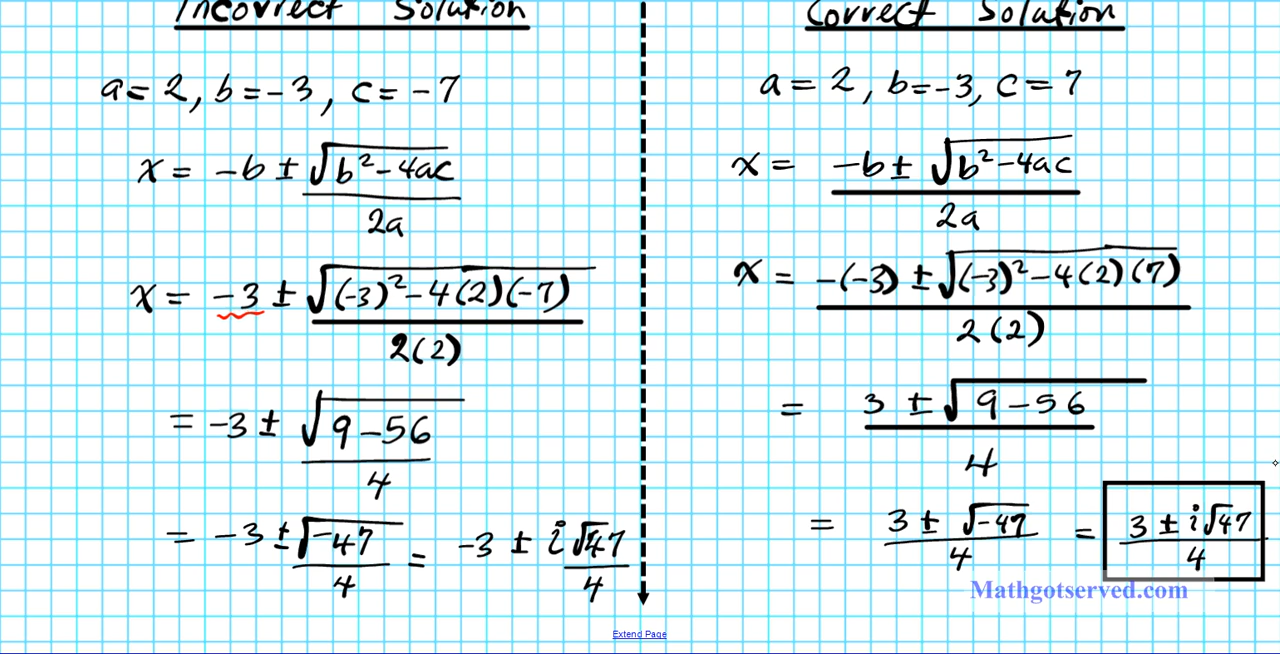 Incorrect Solution
a = 2, b = -3, c = -7
x = -b ± √(b² - 4ac) / 2a
x = -3 ± √((-3)² - 4(2)(-7)) / 2(2)
= -3 ± √(9 - 56) / 4
= -3 ± √(-47) / 4 = -3 ± i√47 / 4
Correct Solution
a = 2, b = -3, c = 7
x = -b ± √(b² - 4ac) / 2a
x = -(-3) ± √((-3)² - 4(2)(7)) / 2(2)
= 3 ± √(9 - 56) / 4
= 3 ± √(-47) / 4 = 3 ± i√47 / 4
Mathgotserved.com
Extend Page